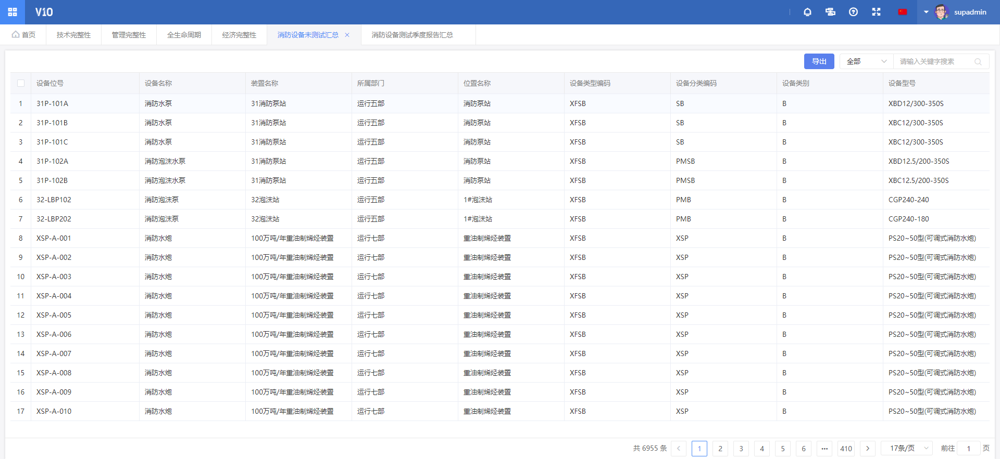 V10 supadmin
首页 技术完整性 管理完整性 全生命周期 经济完整性 消防设备未测试汇总 × 消防设备测试季度报告汇总
导出 全部 请输入关键字搜索
设备位号 设备名称 装置名称 所属部门 位置名称 设备类型编码 设备分类编码 设备类别 设备型号
1 31P-101A 消防水泵 31消防泵站 运行五部 消防泵站 XFSB SB B XBD12/300-350S
2 31P-101B 消防水泵 31消防泵站 运行五部 消防泵站 XFSB SB B XBC12/300-350S
3 31P-101C 消防水泵 31消防泵站 运行五部 消防泵站 XFSB SB B XBC12/300-350S
4 31P-102A 消防泡沫水泵 31消防泵站 运行五部 消防泵站 XFSB PMSB B XBD12.5/200-350S
5 31P-102B 消防泡沫水泵 31消防泵站 运行五部 消防泵站 XFSB PMSB B XBC12.5/200-350S
6 32-LBP102 消防泡沫泵 32泡沫站 运行五部 1#泡沫站 XFSB PMB B CGP240-240
7 32-LBP202 消防泡沫泵 32泡沫站 运行五部 1#泡沫站 XFSB PMB B CGP240-180
8 XSP-A-001 消防水炮 100万吨/年重油制烯烃装置 运行七部 重油制烯烃装置 XFSB XSP B PS20~50型(可调式消防水炮)
9 XSP-A-002 消防水炮 100万吨/年重油制烯烃装置 运行七部 重油制烯烃装置 XFSB XSP B PS20~50型(可调式消防水炮)
10 XSP-A-003 消防水炮 100万吨/年重油制烯烃装置 运行七部 重油制烯烃装置 XFSB XSP B PS20~50型(可调式消防水炮)
11 XSP-A-004 消防水炮 100万吨/年重油制烯烃装置 运行七部 重油制烯烃装置 XFSB XSP B PS20~50型(可调式消防水炮)
12 XSP-A-005 消防水炮 100万吨/年重油制烯烃装置 运行七部 重油制烯烃装置 XFSB XSP B PS20~50型(可调式消防水炮)
13 XSP-A-006 消防水炮 100万吨/年重油制烯烃装置 运行七部 重油制烯烃装置 XFSB XSP B PS20~50型(可调式消防水炮)
14 XSP-A-007 消防水炮 100万吨/年重油制烯烃装置 运行七部 重油制烯烃装置 XFSB XSP B PS20~50型(可调式消防水炮)
15 XSP-A-008 消防水炮 100万吨/年重油制烯烃装置 运行七部 重油制烯烃装置 XFSB XSP B PS20~50型(可调式消防水炮)
16 XSP-A-009 消防水炮 100万吨/年重油制烯烃装置 运行七部 重油制烯烃装置 XFSB XSP B PS20~50型(可调式消防水炮)
17 XSP-A-010 消防水炮 100万吨/年重油制烯烃装置 运行七部 重油制烯烃装置 XFSB XSP B PS20~50型(可调式消防水炮)
共 6955 条 < 1 2 3 4 5 6 ••• 410 > 17条/页 前往 1 页